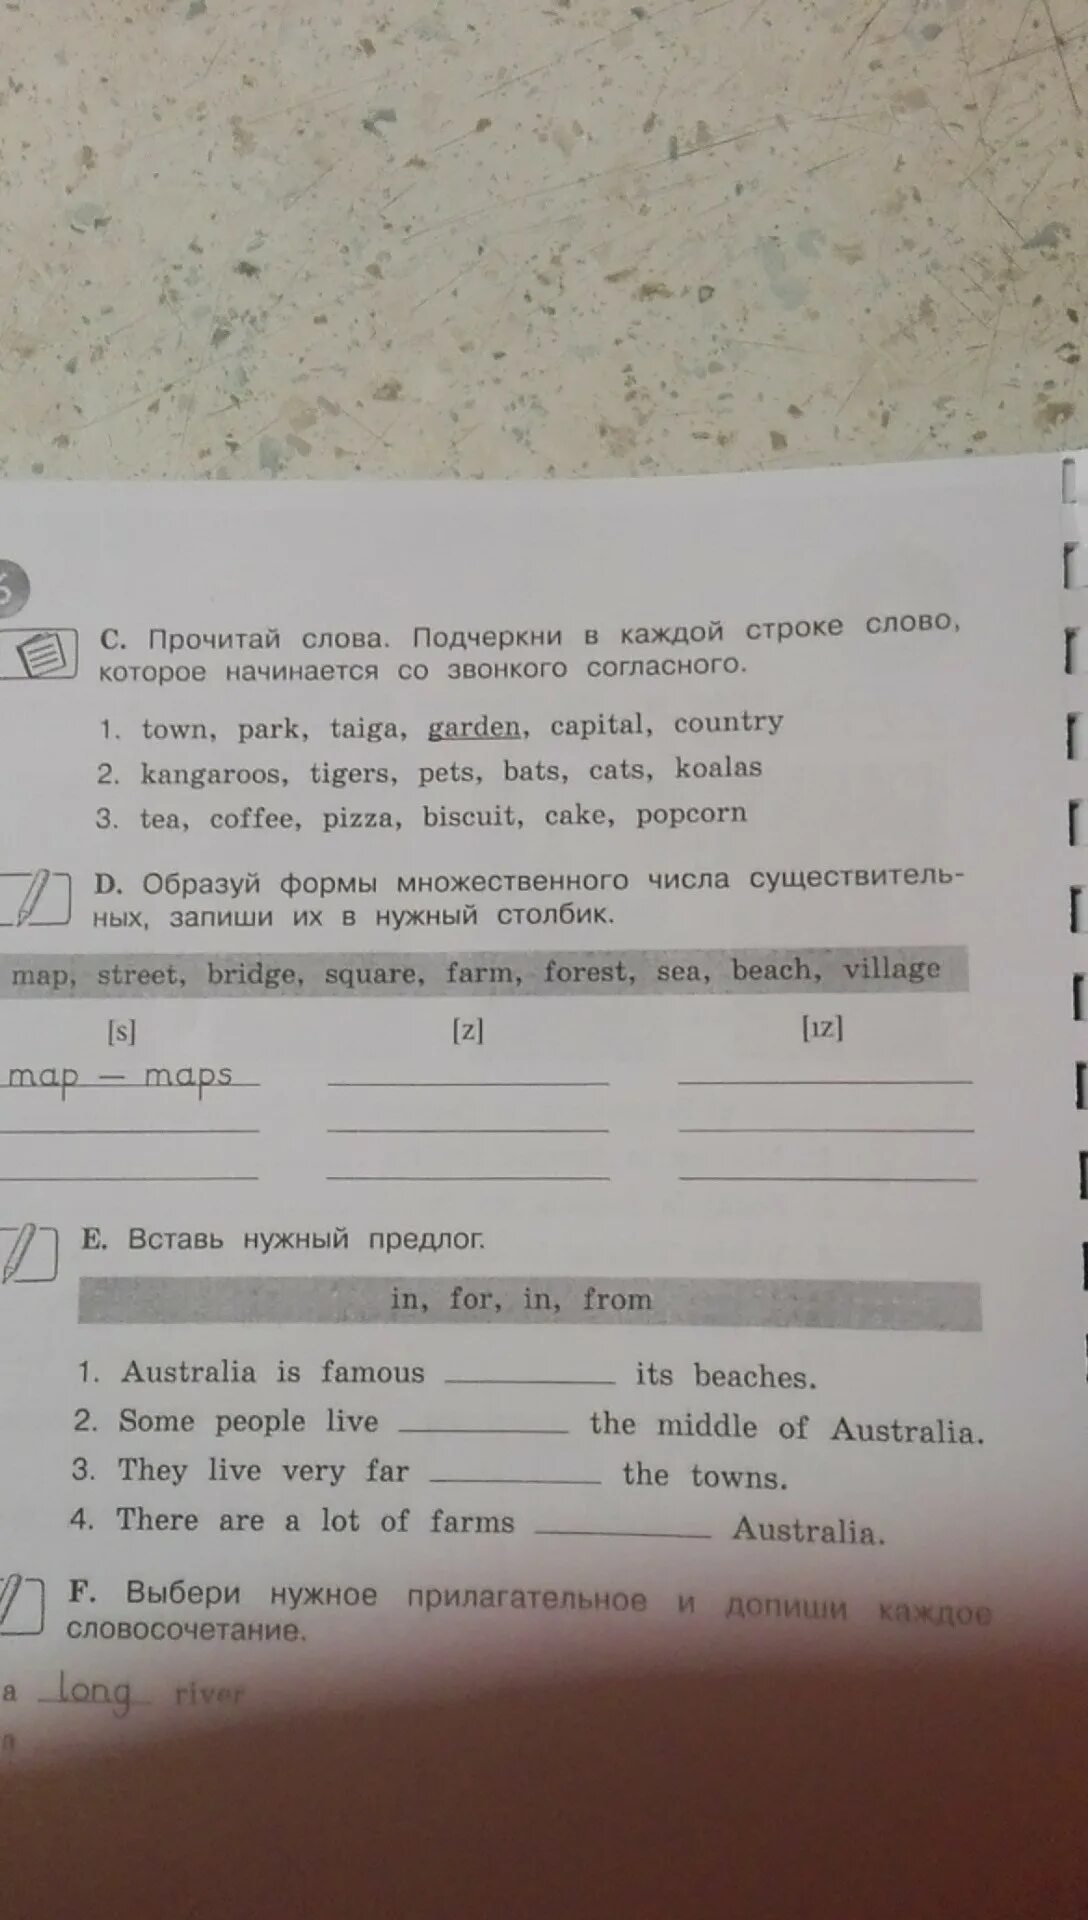 6
C. Прочитай слова. Подчеркни в каждой строке слово,
которое начинается со звонкого согласного.
1. town, park, taiga, garden, capital, country
2. kangaroos, tigers, pets, bats, cats, koalas
3. tea, coffee, pizza, biscuit, cake, popcorn
D. Образуй формы множественного числа существитель-
ных, запиши их в нужный столбик.
map, street, bridge, square, farm, forest, sea, beach, village
[s] [z] [ɪz]
map — maps
E. Вставь нужный предлог.
in, for, in, from
1. Australia is famous its beaches.
2. Some people live the middle of Australia.
3. They live very far the towns.
4. There are a lot of farms Australia.
F. Выбери нужное прилагательное и допиши каждое
словосочетание.
a long river